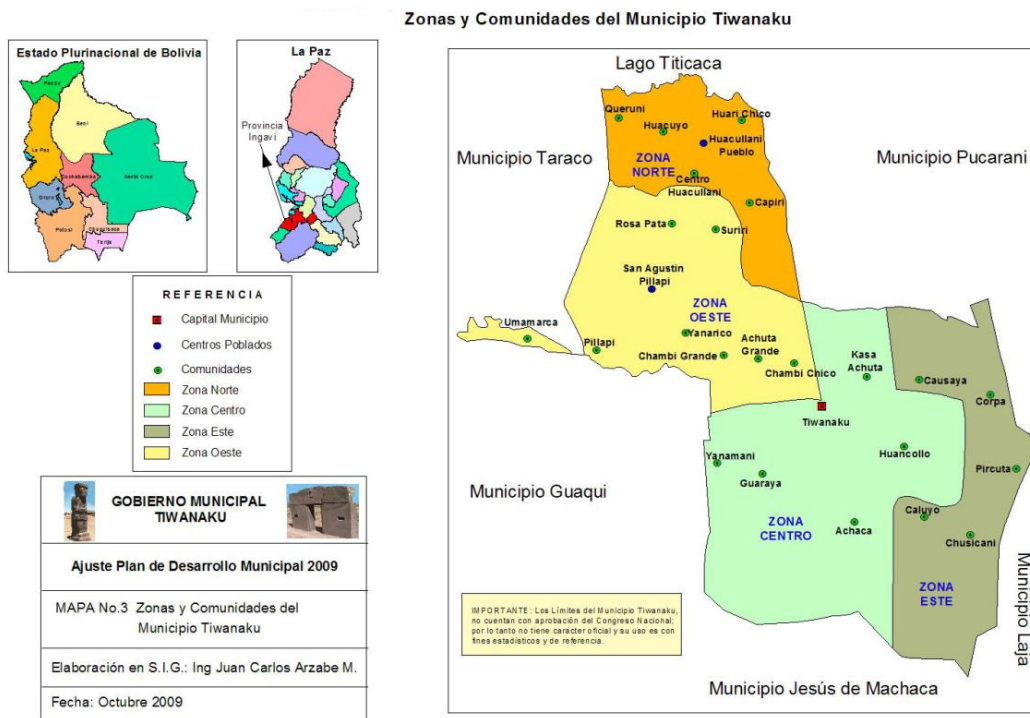 Zonas y Comunidades del Municipio Tiwanaku
Estado Plurinacional de Bolivia
Pando
Beni
La Paz
Cochabamba
Santa Cruz
Oruro
Potosi
Chuquisaca
Tarija
La Paz
Provincia
Ingavi
REFERENCIA
Capital Municipio
Centros Poblados
Comunidades
Zona Norte
Zona Centro
Zona Este
Zona Oeste
GOBIERNO MUNICIPAL
TIWANAKU
Ajuste Plan de Desarrollo Municipal 2009
MAPA No.3 Zonas y Comunidades del
Municipio Tiwanaku
Elaboración en S.I.G.: Ing Juan Carlos Arzabe M.
Fecha: Octubre 2009
Lago Titicaca
Municipio Taraco
Municipio Pucarani
Queruni
Huacuyo
Huari Chico
Huacullani
Pueblo
ZONA
NORTE
Centro
Huacullani
Capiri
Rosa Pata
Suriri
San Agustin
Pillapi
ZONA
OESTE
Umamarca
Pillapi
Yanarico
Chambi Grande
Achuta
Grande
Chambi Chico
Kasa
Achuta
Causaya
Corpa
Tiwanaku
Yanamani
Guaraya
Huancollo
Pircuta
Municipio Guaqui
ZONA
CENTRO
Achaca
Caluyo
Chusicani
ZONA
ESTE
Municipio Laja
IMPORTANTE: Los Límites del Municipio Tiwanaku,
no cuentan con aprobación del Congreso Nacional;
por lo tanto no tiene caracter oficial y su uso es con
fines estadísticos y de referencia.
Municipio Jesús de Machaca